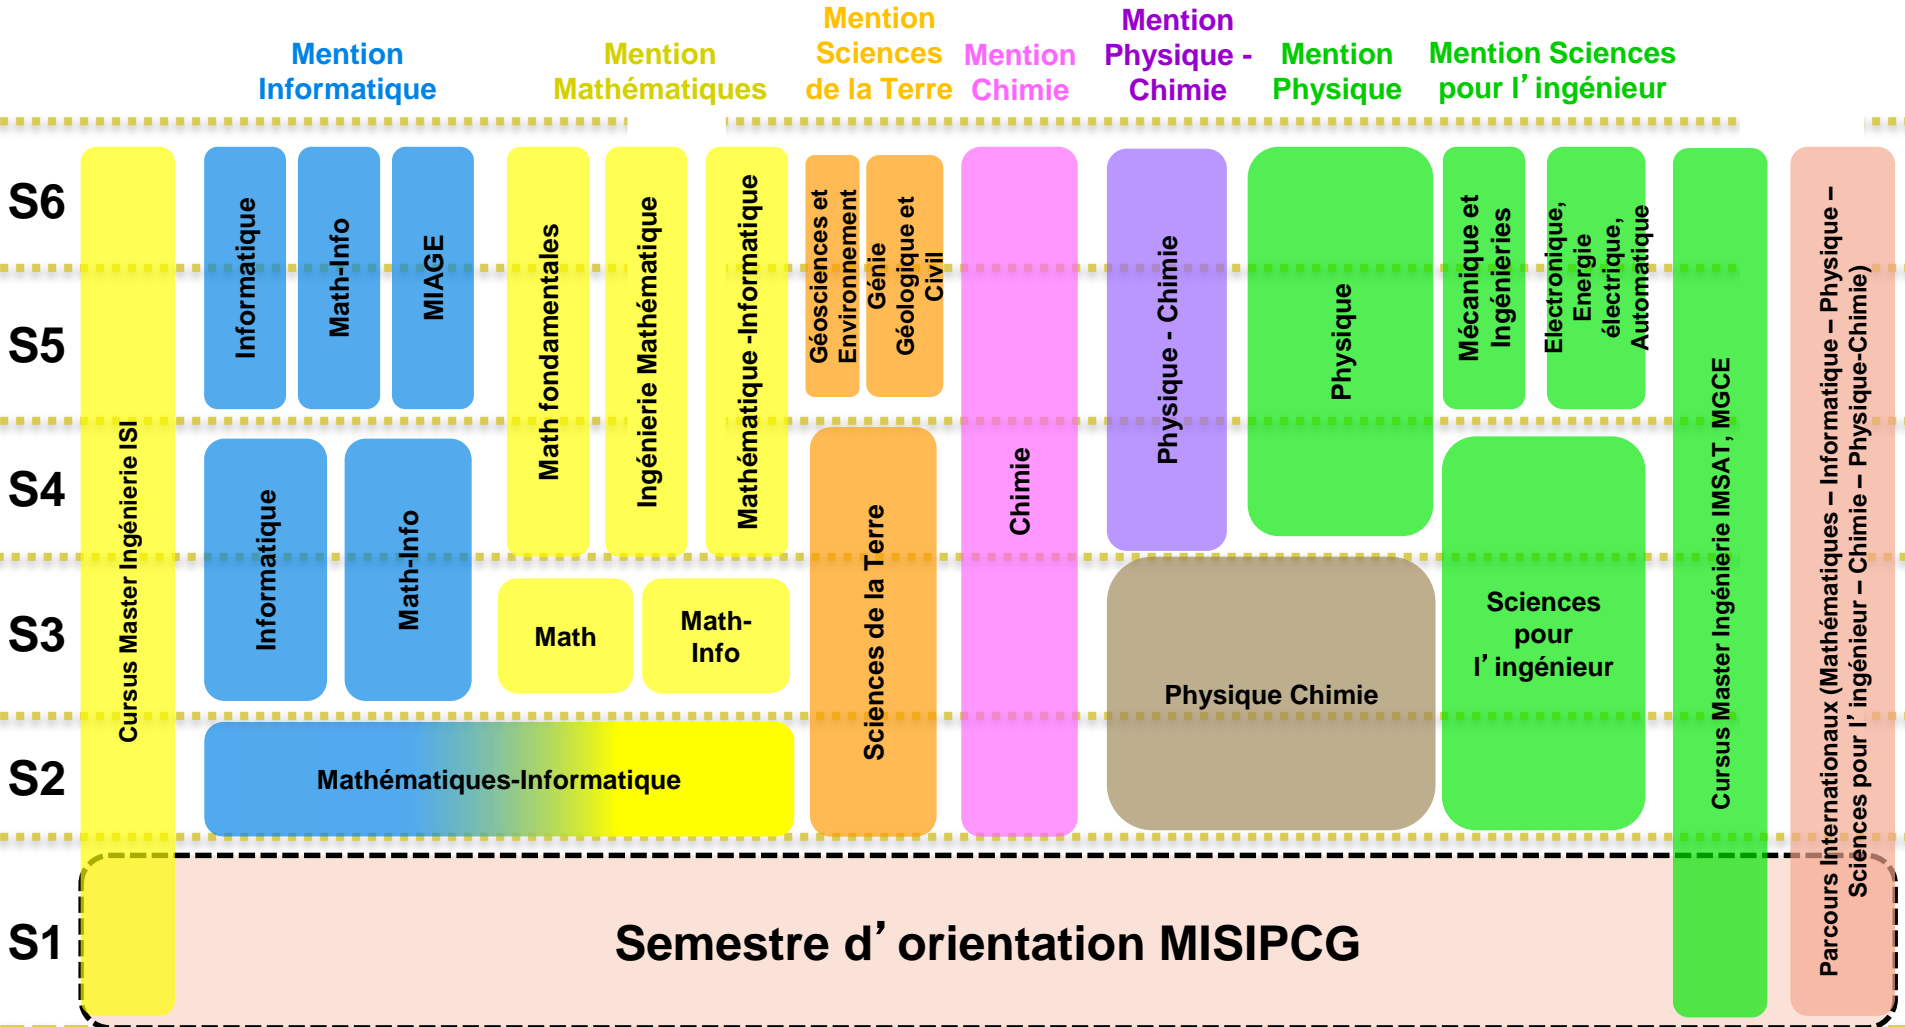 Mention
Informatique
Mention
Mathématiques
Mention
Sciences
de la Terre
Mention
Chimie
Mention
Physique -
Chimie
Mention
Physique
Mention Sciences
pour l’ingénieur
S6
S5
S4
S3
S2
S1
Cursus Master Ingénierie ISI
Informatique
Math-Info
MIAGE
Informatique
Math-Info
Math fondamentales
Ingénierie Mathématique
Mathématique -Informatique
Math
Math-
Info
Mathématiques-Informatique
Géosciences et
Environnement
Génie
Géologique et
Civil
Sciences de la Terre
Chimie
Physique - Chimie
Physique
Physique Chimie
Mécanique et
Ingénieries
Electronique,
Energie
électrique,
Automatique
Sciences
pour
l’ingénieur
Cursus Master Ingénierie IMSAT, MGCE
Parcours Internationaux (Mathématiques – Informatique – Physique –
Sciences pour l’ingénieur – Chimie – Physique-Chimie)
Semestre d’orientation MISIPCG